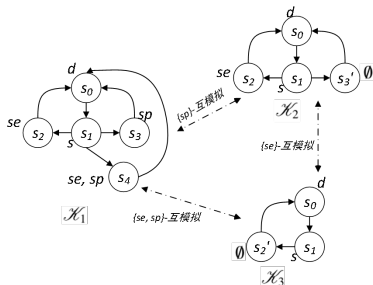 d
s₀
se
s₂
s₁
s
s₃
sp
se, sp
s₄
𝒦₁
{sp}-互模拟
{se, sp}-互模拟
d
s₀
se
s₂
s₁
s
s₃'
∅
𝒦₂
{se}-互模拟
d
s₀
∅
s₂'
s₁
s
𝒦₃